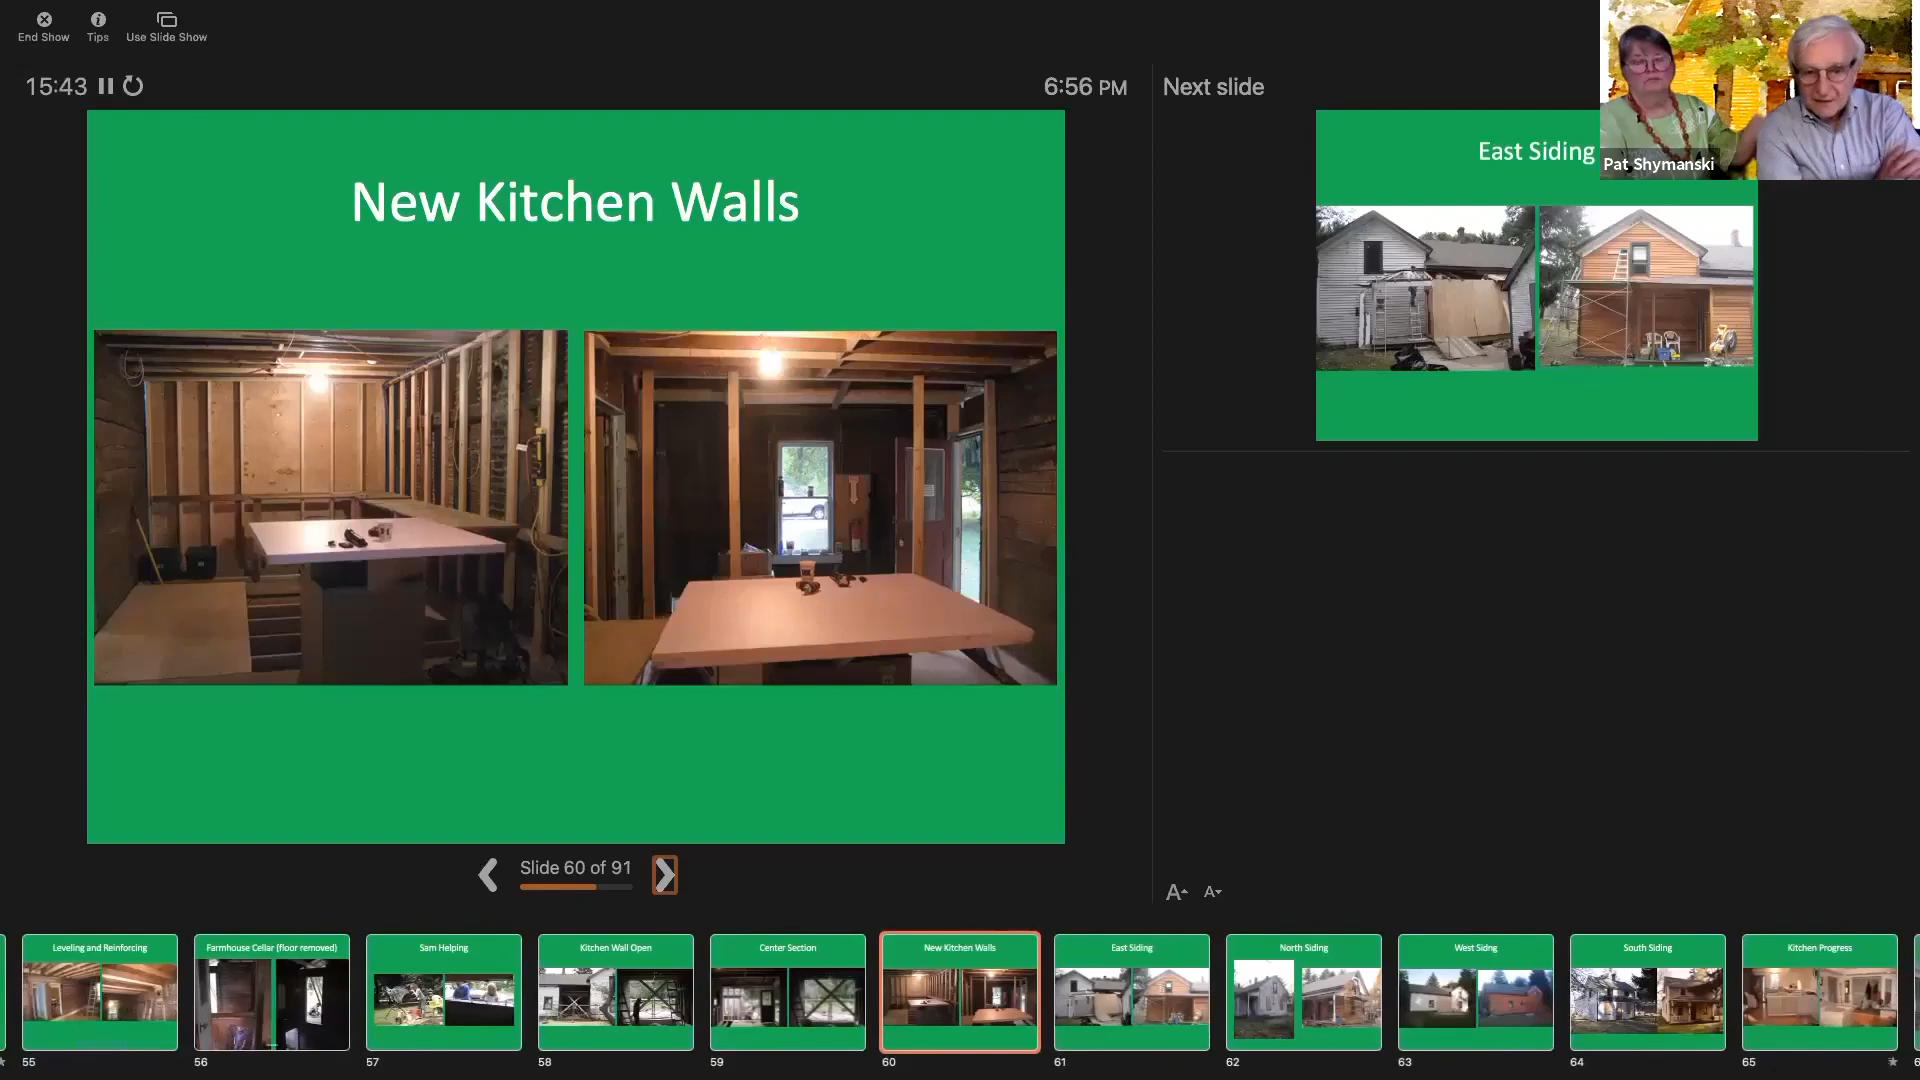 End Show
Tips
Use Slide Show
15:43
6:56 PM
Next slide
New Kitchen Walls
East Siding
Pat Shymanski
Slide 60 of 91
A
A
Leveling and Reinforcing
Farmhouse Cellar (floor removed)
Sam Helping
Kitchen Wall Open
Center Section
New Kitchen Walls
East Siding
North Siding
West Sidng
South Siding
Kitchen Progress
55
56
57
58
59
60
61
62
63
64
65